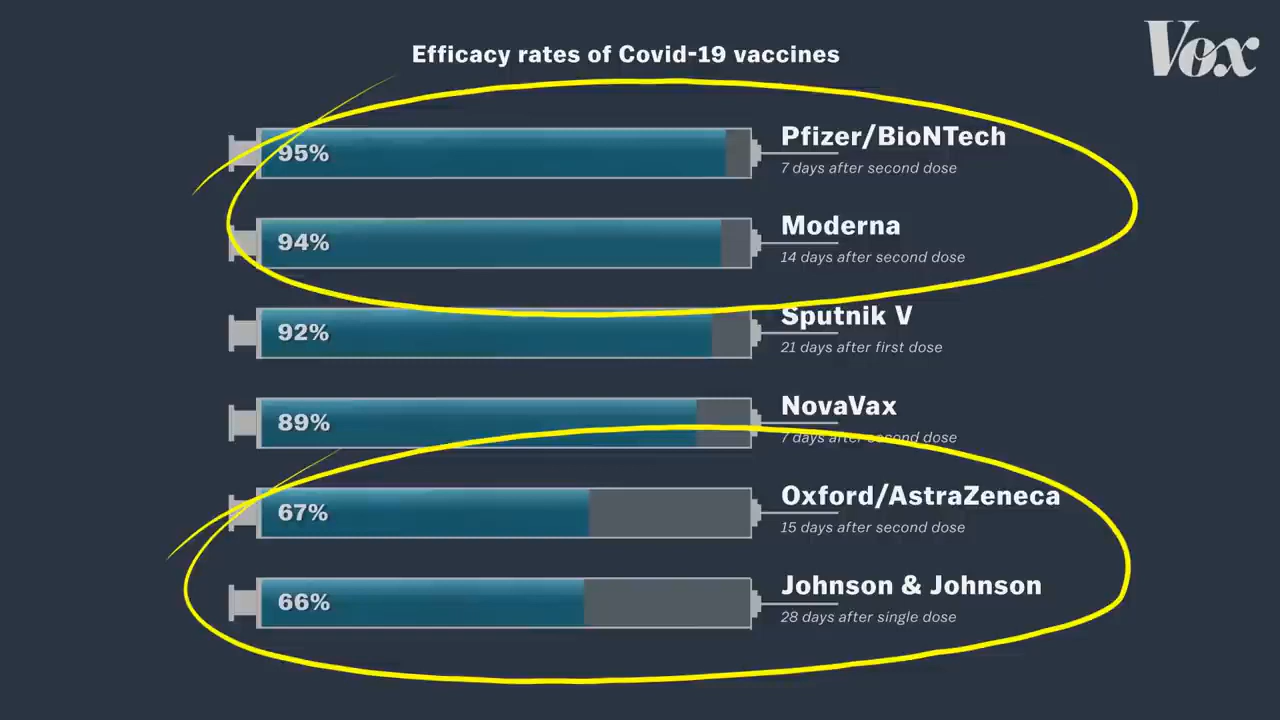 Efficacy rates of Covid-19 vaccines
Vox
95%
Pfizer/BioNTech
7 days after second dose
94%
Moderna
14 days after second dose
92%
Sputnik V
21 days after first dose
89%
NovaVax
7 days after second dose
67%
Oxford/AstraZeneca
15 days after second dose
66%
Johnson & Johnson
28 days after single dose